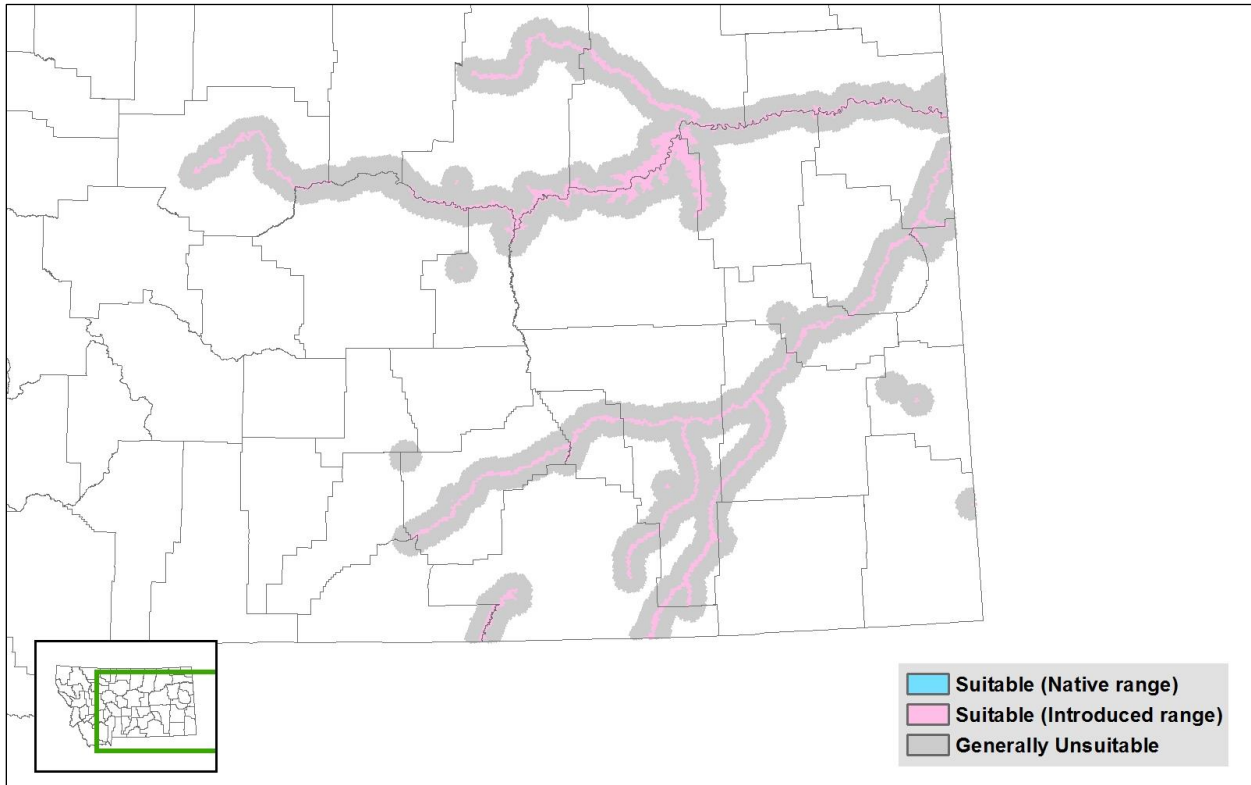 Suitable (Native range)
Suitable (Introduced range)
Generally Unsuitable